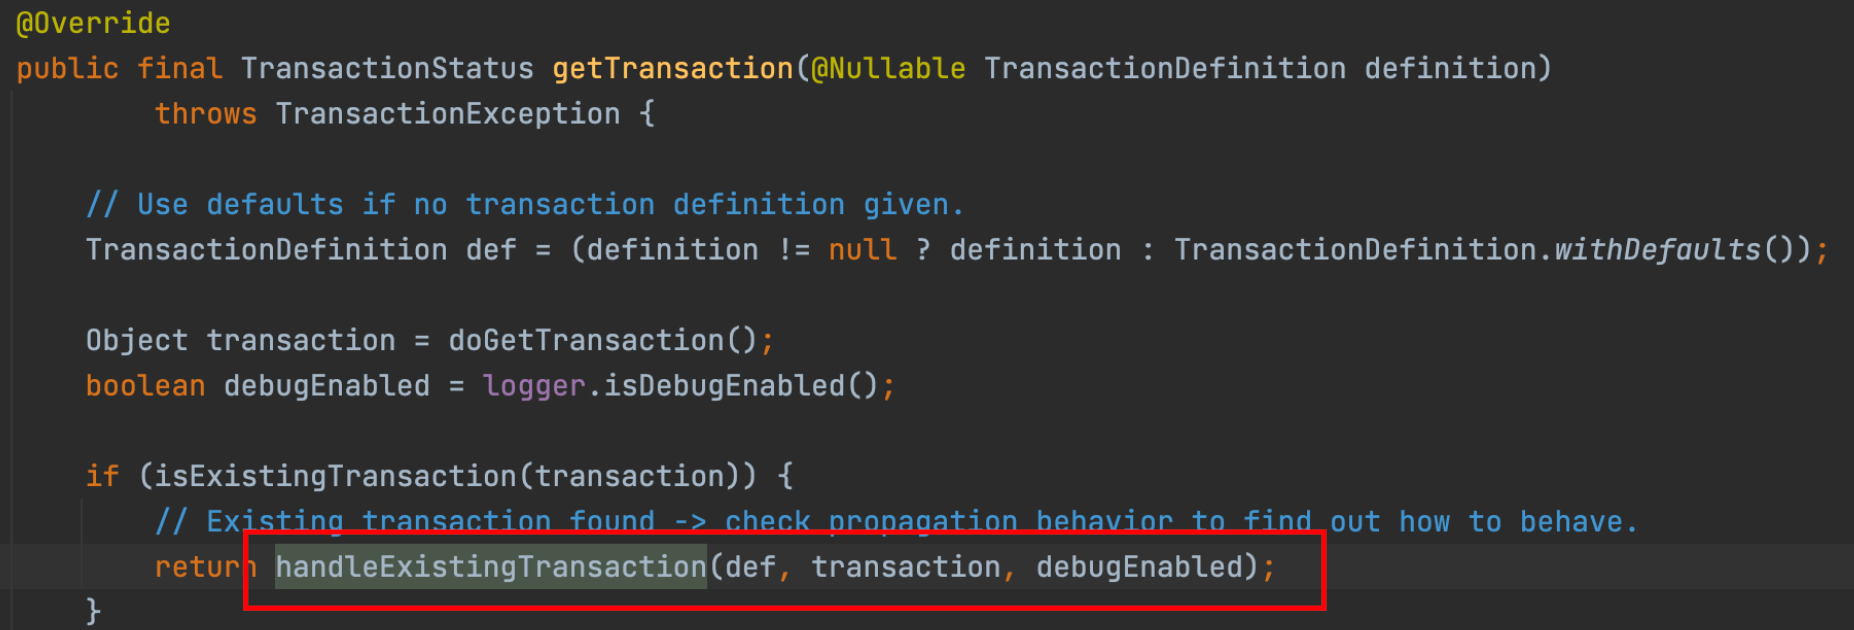 @Override
public final TransactionStatus getTransaction(@Nullable TransactionDefinition definition)
throws TransactionException {
// Use defaults if no transaction definition given.
TransactionDefinition def = (definition != null ? definition : TransactionDefinition.withDefaults());
Object transaction = doGetTransaction();
boolean debugEnabled = logger.isDebugEnabled();
if (isExistingTransaction(transaction)) {
// Existing transaction found -> check propagation behavior to find out how to behave.
return handleExistingTransaction(def, transaction, debugEnabled);
}